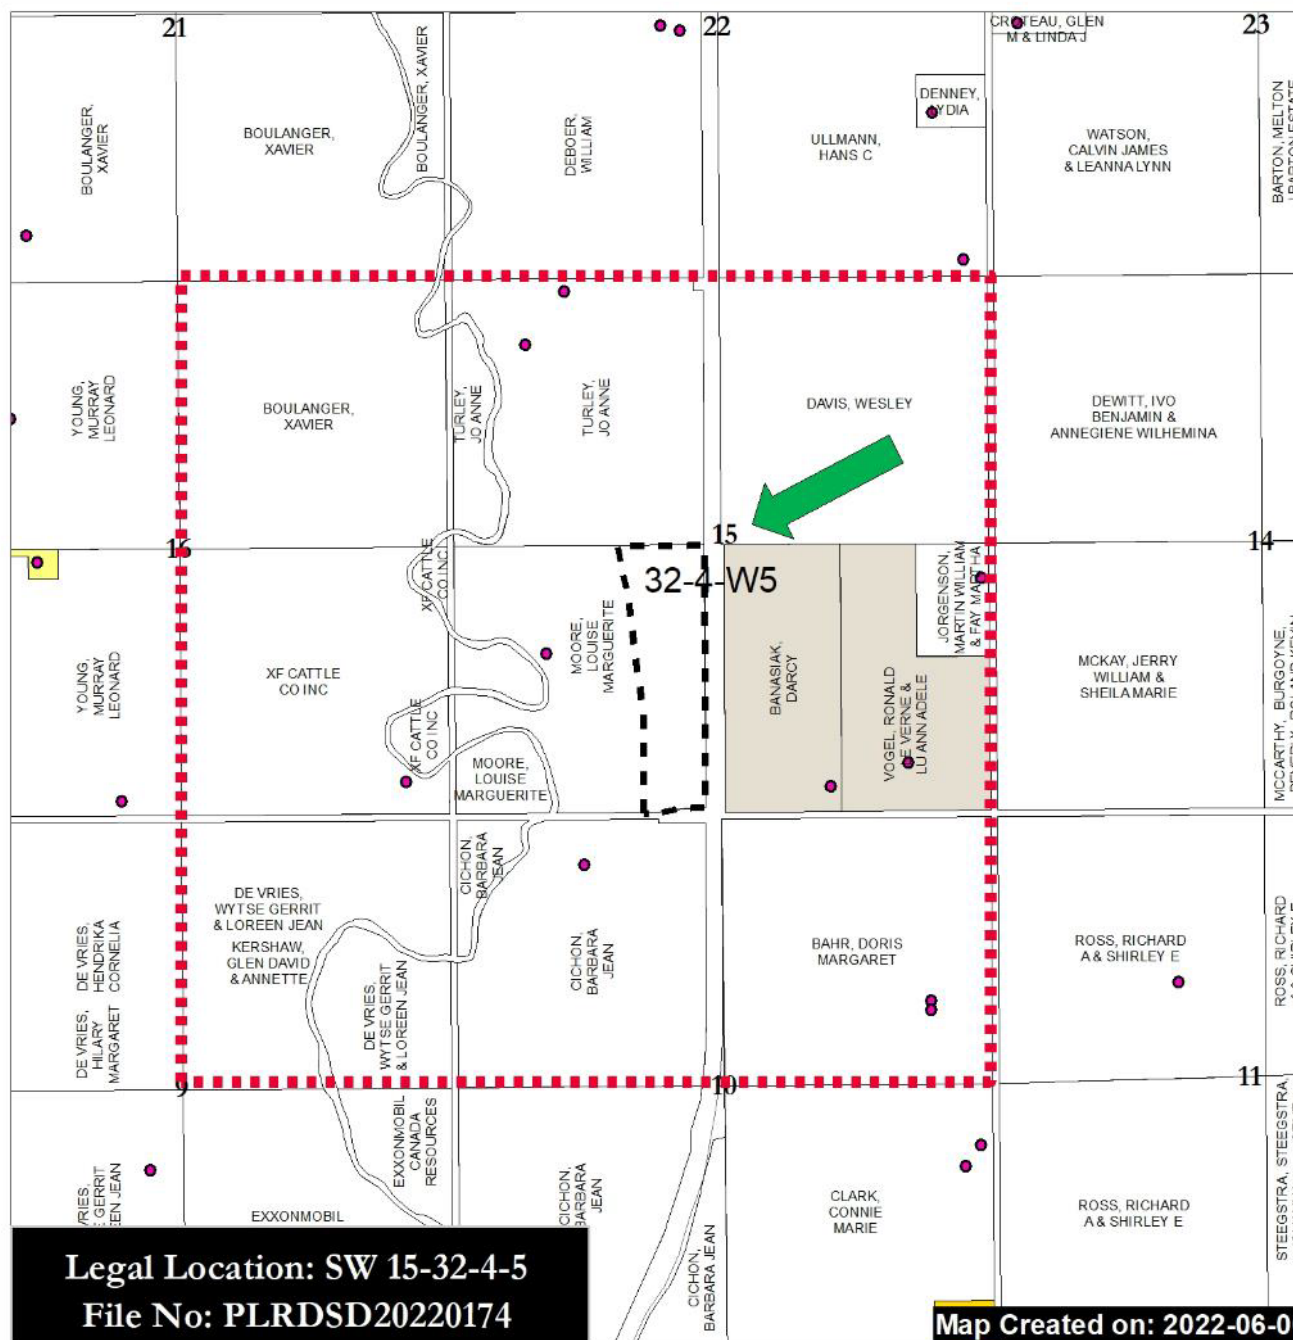 21
22
23
CROTEAU, GLEN
M & LINDA J
BOULANGER,
XAVIER
BOULANGER,
XAVIER
BOULANGER, XAVIER
DEBOER,
WILLIAM
ULLMANN,
HANS C
DENNEY,
LYDIA
WATSON,
CALVIN JAMES
& LEANNA LYNN
BARTON, MELTON
YOUNG,
MURRAY
LEONARD
BOULANGER,
XAVIER
TURLEY,
JO ANNE
TURLEY,
JO ANNE
DAVIS, WESLEY
DEWITT, IVO
BENJAMIN &
ANNEGIENE WILHEMINA
16
15
14
32-4-W5
YOUNG,
MURRAY
LEONARD
XF CATTLE
CO INC
XF CATTLE
CO INC
XF CATTLE
CO INC
MOORE,
LOUISE
MARGUERITE
MOORE,
LOUISE
MARGUERITE
BANASIAK,
DARCY
VOGEL, RONALD
E VERNE &
LU ANN ADELE
JORGENSON,
MARTIN WILLIAM
& FAY MARTHA
MCKAY, JERRY
WILLIAM &
SHEILA MARIE
MCCARTHY, BURGOYNE,
DE VRIES,
HENDRIKA
CORNELIA
DE VRIES,
HILARY
MARGARET
DE VRIES,
WYTSE GERRIT
& LOREEN JEAN
KERSHAW,
GLEN DAVID
& ANNETTE
DE VRIES,
WYTSE GERRIT
& LOREEN JEAN
CICHON,
BARBARA
JEAN
CICHON,
BARBARA
JEAN
BAHR, DORIS
MARGARET
ROSS, RICHARD
A & SHIRLEY E
ROSS, RICHARD
9
10
11
VRIES,
E GERRIT
EEN JEAN
EXXONMOBIL
EXXONMOBIL
CANADA
RESOURCES
CICHON,
BARBARA
JEAN
CICHON,
BARBARA JEAN
CLARK,
CONNIE
MARIE
ROSS, RICHARD
A & SHIRLEY E
STEEGSTRA, STEEGSTRA,
Legal Location: SW 15-32-4-5
File No: PLRDSD20220174
Map Created on: 2022-06-0